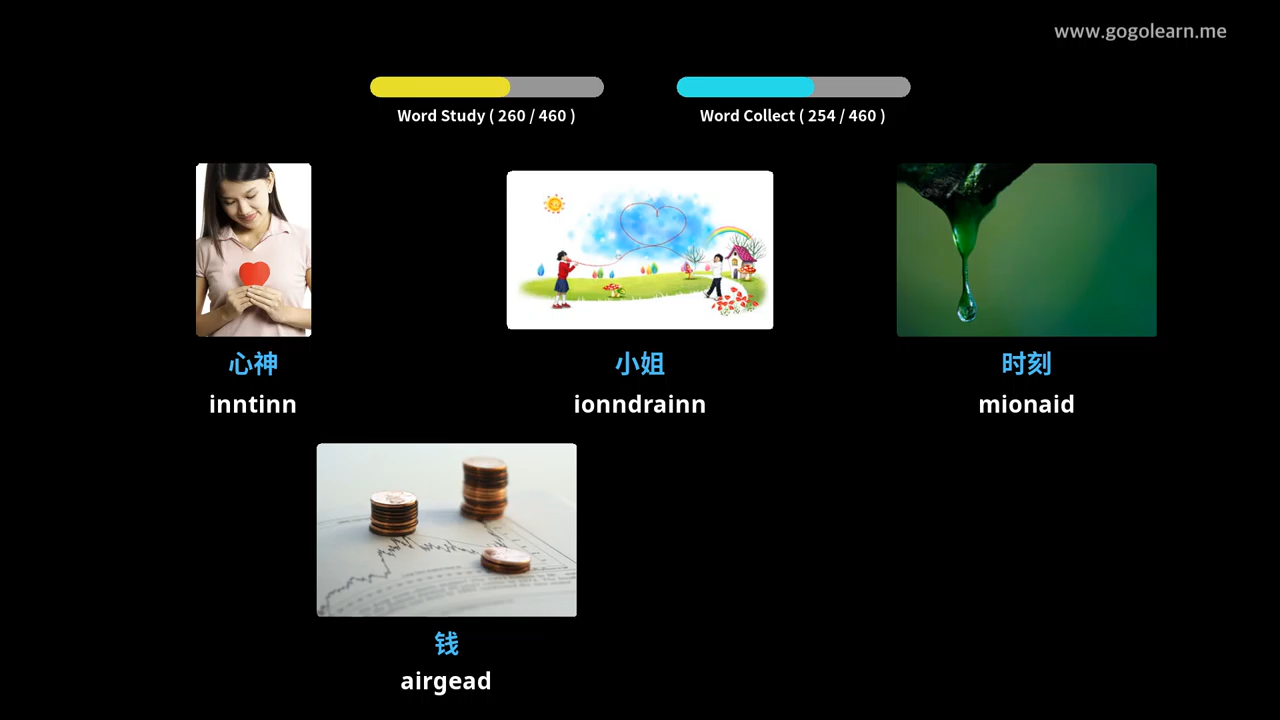 www.gogolearn.me
Word Study ( 260 / 460 )
Word Collect ( 254 / 460 )
心神
inntinn
小姐
ionndrainn
时刻
mionaid
钱
airgead